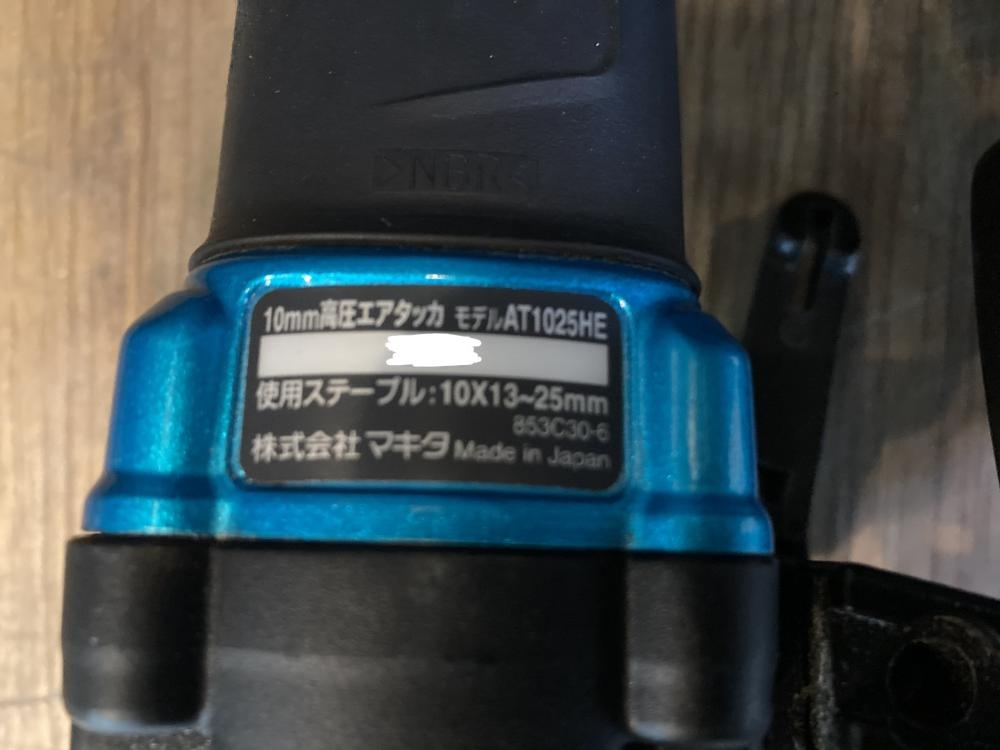 >NBR<
10mm高圧エアタッカ モデルAT1025HE
使用ステープル:10X13~25mm
853C30-6
株式会社マキタ Made in Japan